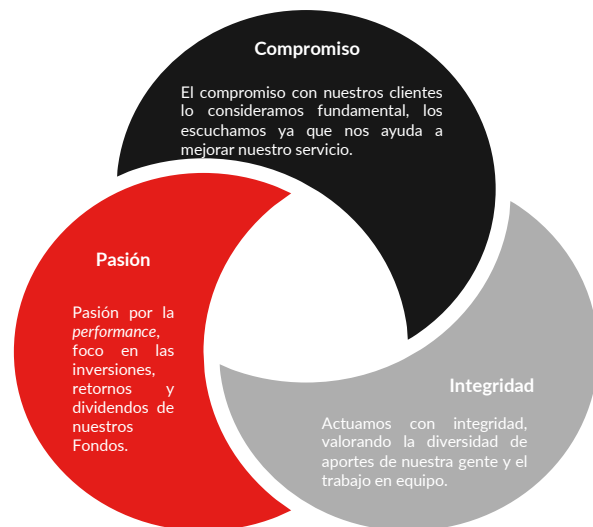 Compromiso
El compromiso con nuestros clientes
lo consideramos fundamental, los
escuchamos ya que nos ayuda a
mejorar nuestro servicio.
Pasión
Pasión por la
performance,
foco en las
inversiones,
retornos y
dividendos de
nuestros
Fondos.
Integridad
Actuamos con integridad,
valorando la diversidad de
aportes de nuestra gente y el
trabajo en equipo.